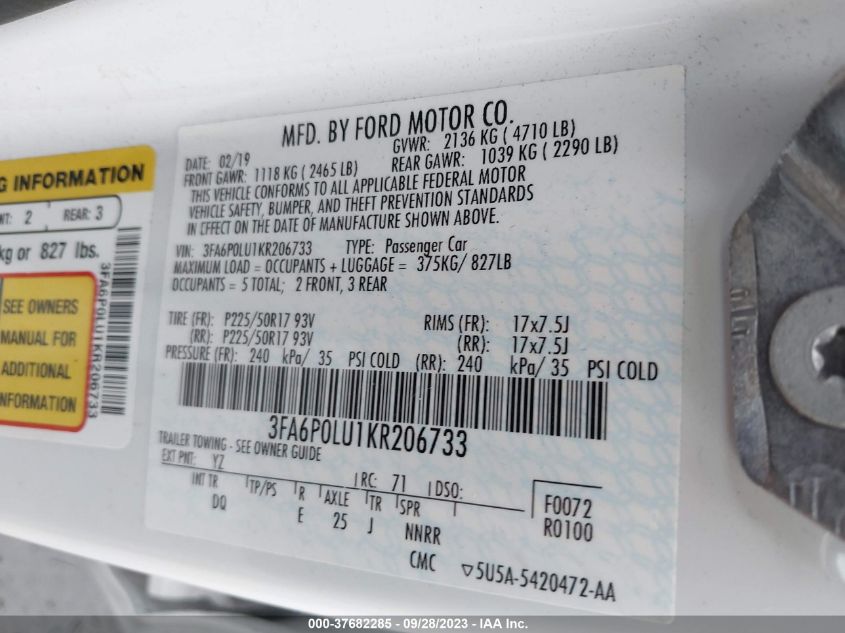 G INFORMATION
NT: 2 REAR: 3
kg or 827 lbs.
SEE OWNERS
MANUAL FOR
ADDITIONAL
INFORMATION
3FA6P0LU1KR206733
MFD. BY FORD MOTOR CO.
DATE: 02/19 GVWR: 2136 KG ( 4710 LB)
FRONT GAWR: 1118 KG ( 2465 LB) REAR GAWR: 1039 KG ( 2290 LB)
THIS VEHICLE CONFORMS TO ALL APPLICABLE FEDERAL MOTOR
VEHICLE SAFETY, BUMPER, AND THEFT PREVENTION STANDARDS
IN EFFECT ON THE DATE OF MANUFACTURE SHOWN ABOVE.
VIN: 3FA6P0LU1KR206733 TYPE: Passenger Car
MAXIMUM LOAD = OCCUPANTS + LUGGAGE = 375KG/ 827LB
OCCUPANTS = 5 TOTAL; 2 FRONT, 3 REAR
TIRE (FR): P225/50R17 93V RIMS (FR): 17x7.5J
(RR): P225/50R17 93V (RR): 17x7.5J
PRESSURE (FR): 240 kPa/ 35 PSI COLD (RR): 240 kPa/ 35 PSI COLD
3FA6P0LU1KR206733
TRAILER TOWING - SEE OWNER GUIDE
EXT PNT: YZ RC: 71 DSO:
INT TR TP/PS R AXLE TR SPR F0072
DQ E 25 J NNRR R0100
CMC ▽5U5A-5420472-AA
000-37682285 - 09/28/2023 - IAA Inc.